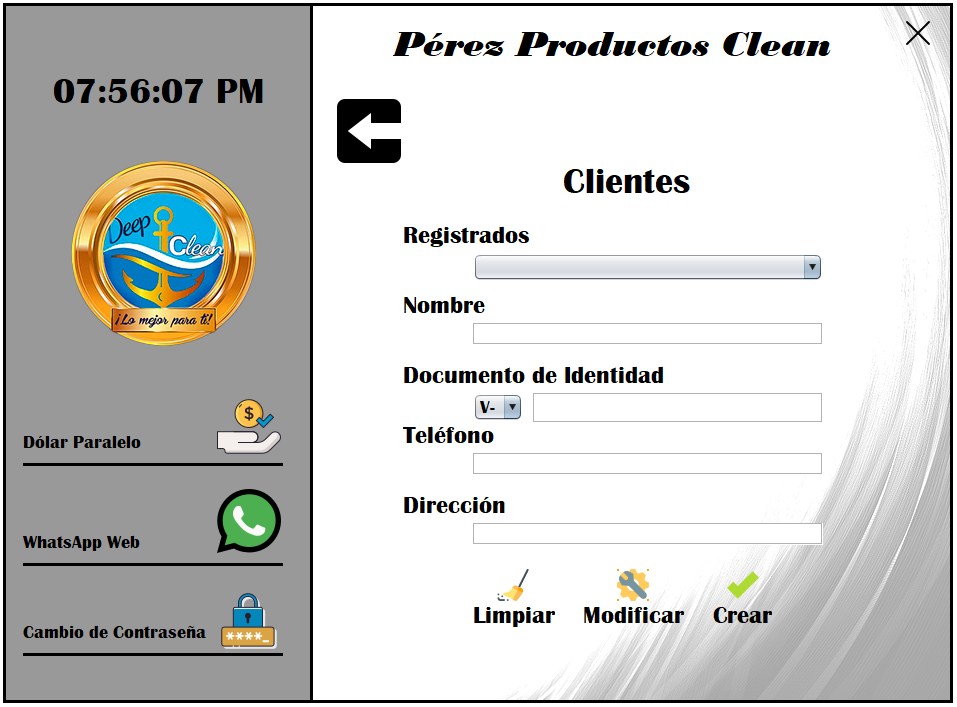 Pérez Productos Clean
07:56:07 PM
Deep
Clean
¡Lo mejor para ti!
Dólar Paralelo
$
WhatsApp Web
Cambio de Contraseña
****_
Clientes
Registrados
Nombre
Documento de Identidad
V-
Teléfono
Dirección
Limpiar Modificar Crear